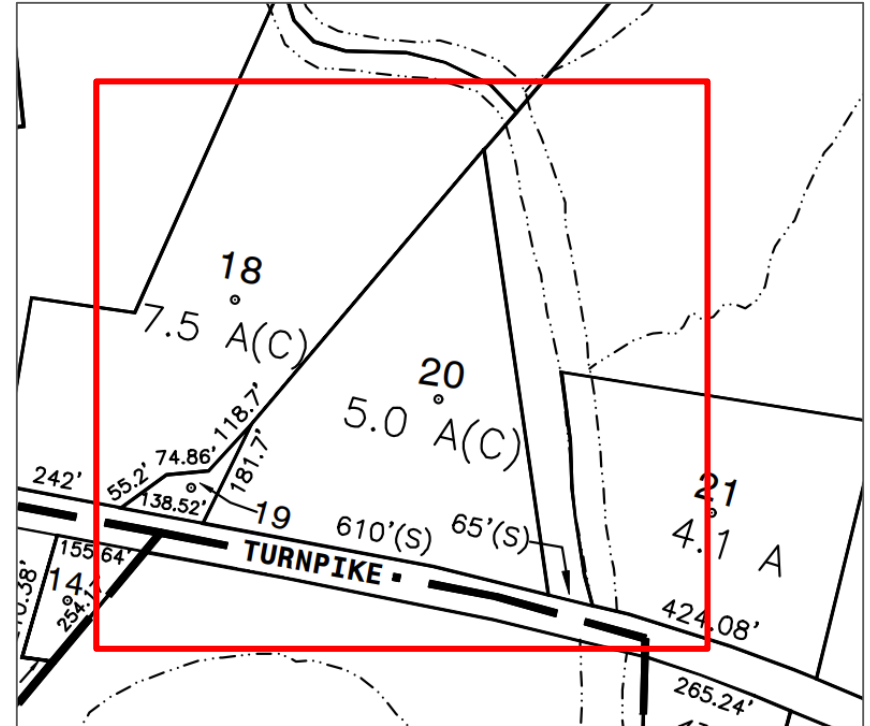 18
7.5 A(C)
20
5.0 A(C)
118.7'
74.86'
181.7'
55.2'
138.52'
19
242'
610'(S)
65'(S)
21
4.1 A
TURNPIKE
155.64'
14
424.08'
265.24'